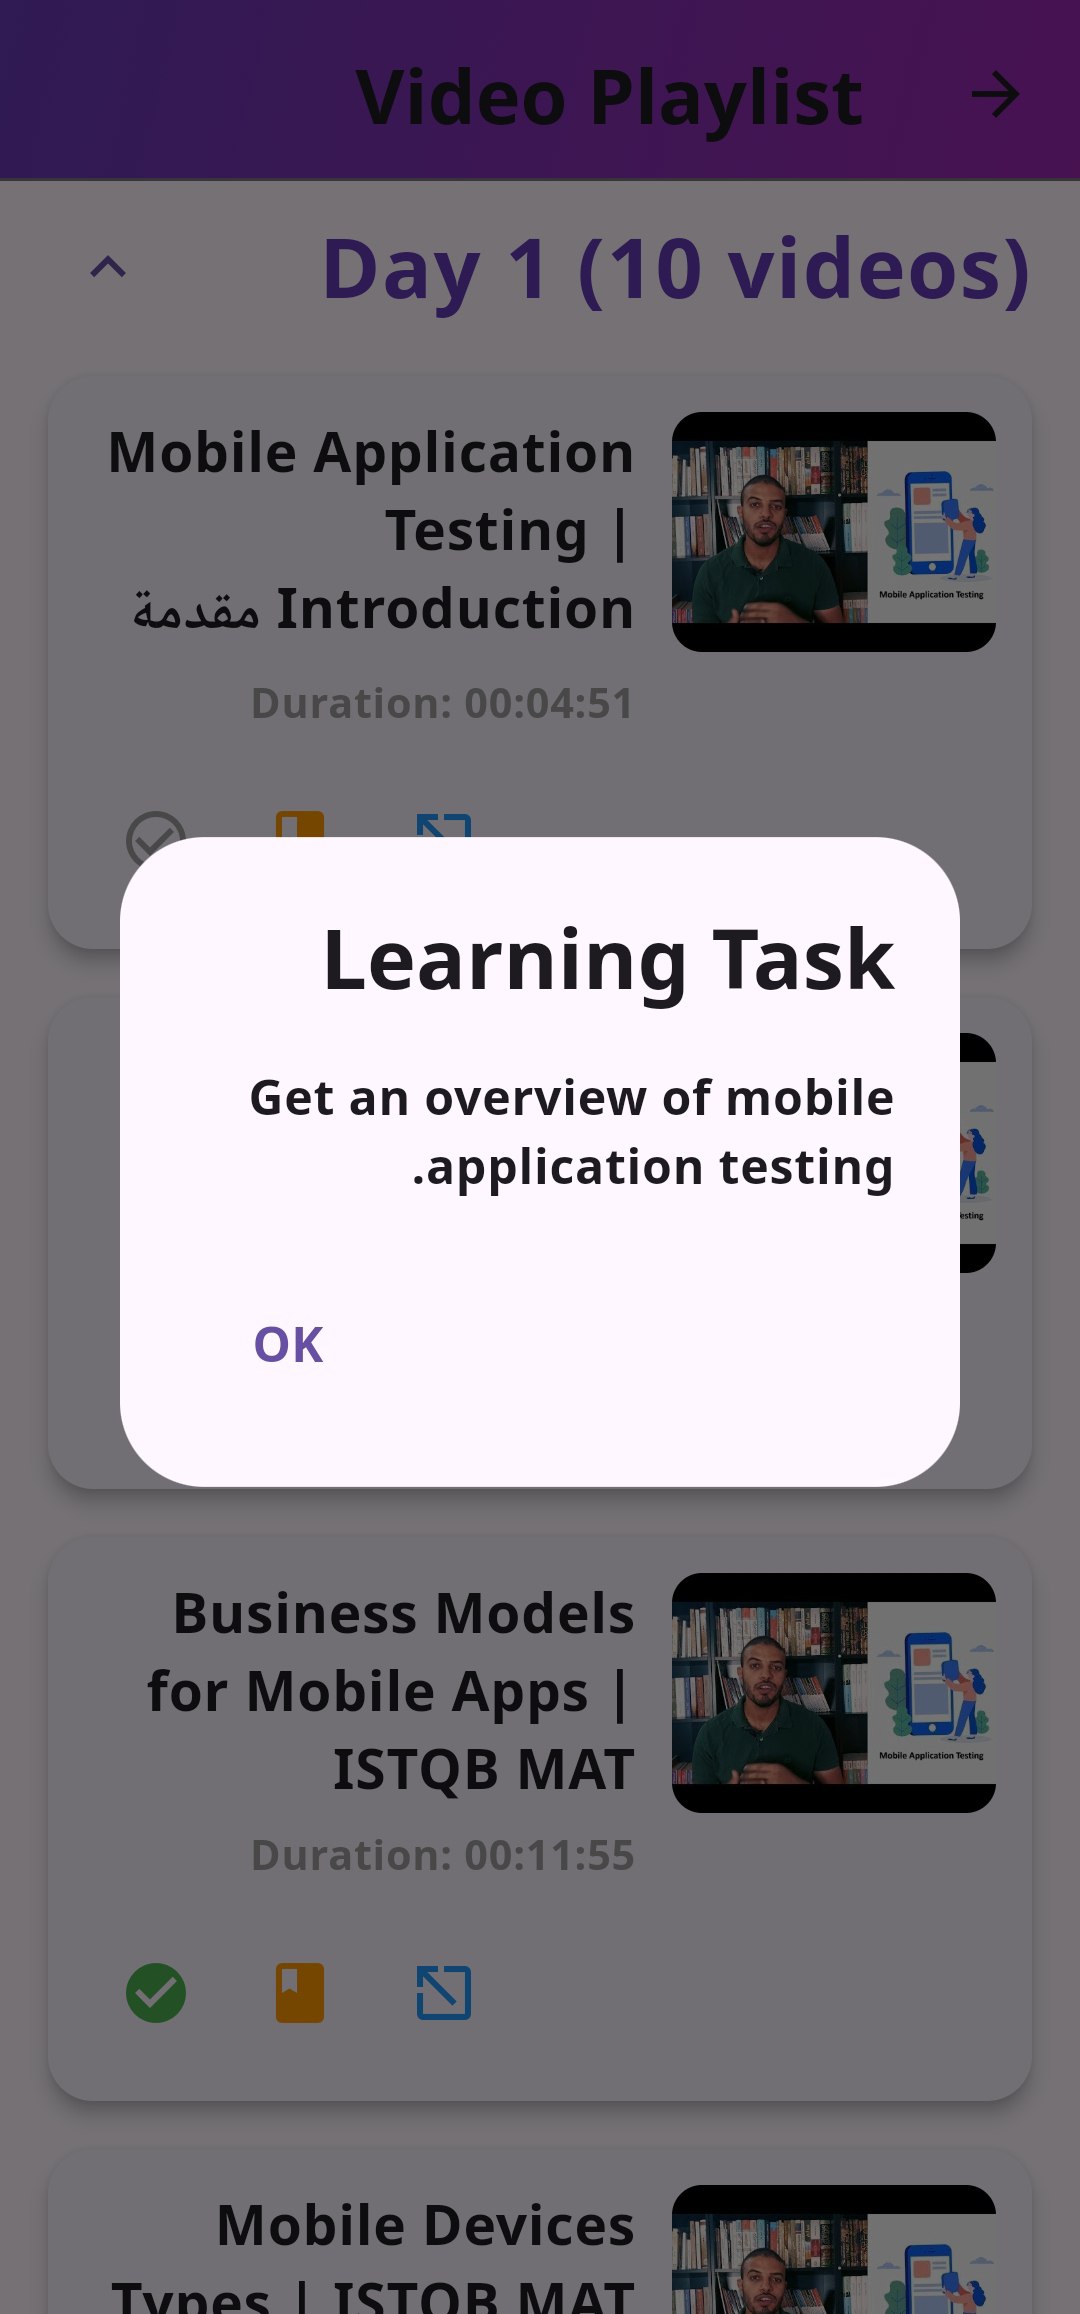 Video Playlist
Day 1 (10 videos)
Mobile Application
Testing |
Introduction مقدمة
Duration: 00:04:51
Mobile Application Testing
Learning Task
Get an overview of mobile
.application testing
OK
esting
Business Models
for Mobile Apps |
ISTQB MAT
Duration: 00:11:55
Mobile Application Testing
Mobile Devices
Types | ISTQB MAT